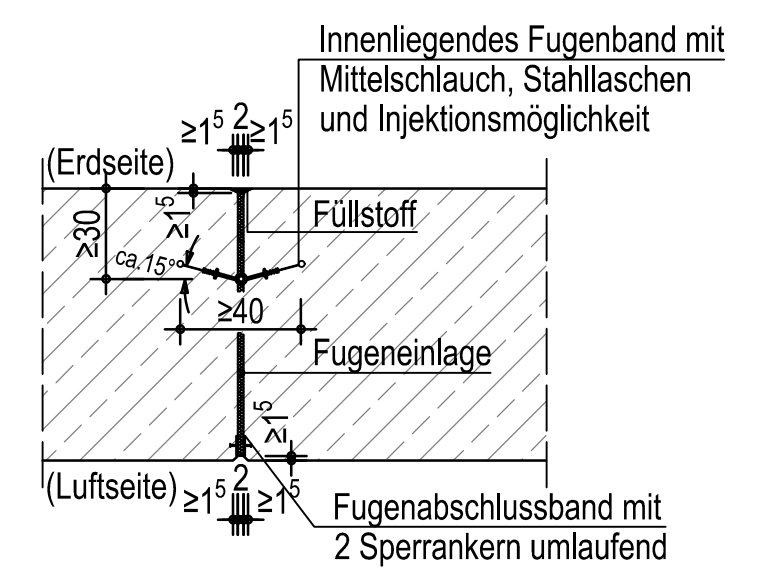 Innenliegendes Fugenband mit
Mittelschlauch, Stahllaschen
und Injektionsmöglichkeit
≥1⁵ 2 ≥1⁵
(Erdseite)
≥1⁵
Füllstoff
≥30
ca.15°
≥40
Fugeneinlage
≥1⁵
(Luftseite)
≥1⁵ 2 ≥1⁵
Fugenabschlussband mit
2 Sperrankern umlaufend